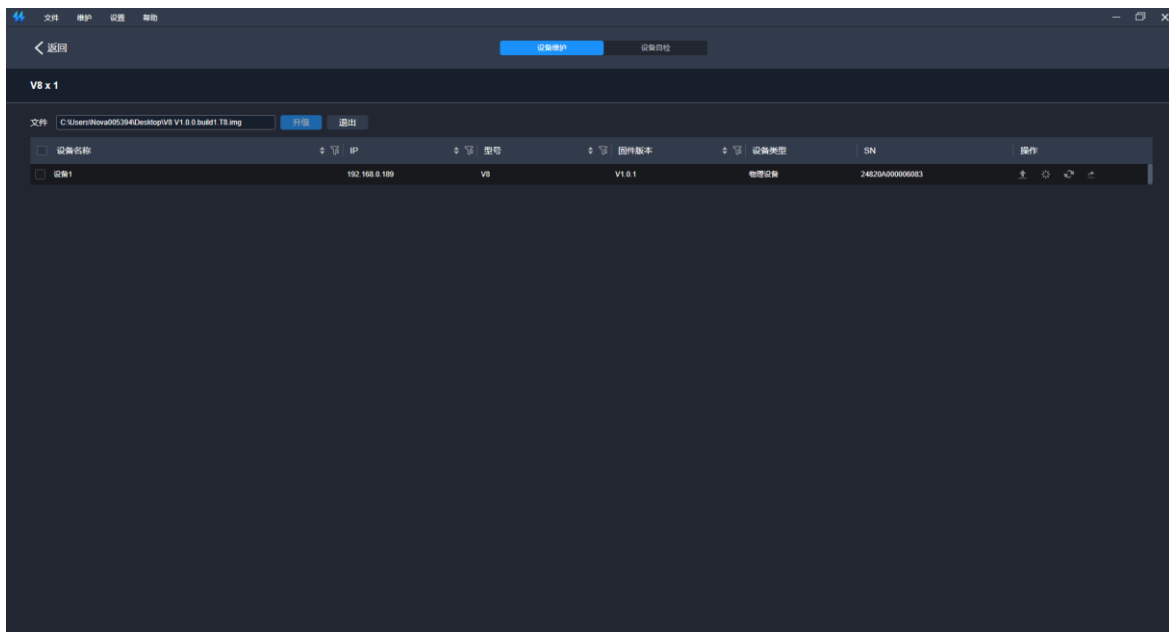 文件 维护 设置 帮助
返回 设备维护 设备自检
V8 x 1
文件 C:\Users\Nova005394\Desktop\V8 V1.0.0.build1.T8.img 升级 退出
设备名称 IP 型号 固件版本 设备类型 SN 操作
设备1 192.168.0.189 V8 V1.0.1 物理设备 24820A000006083